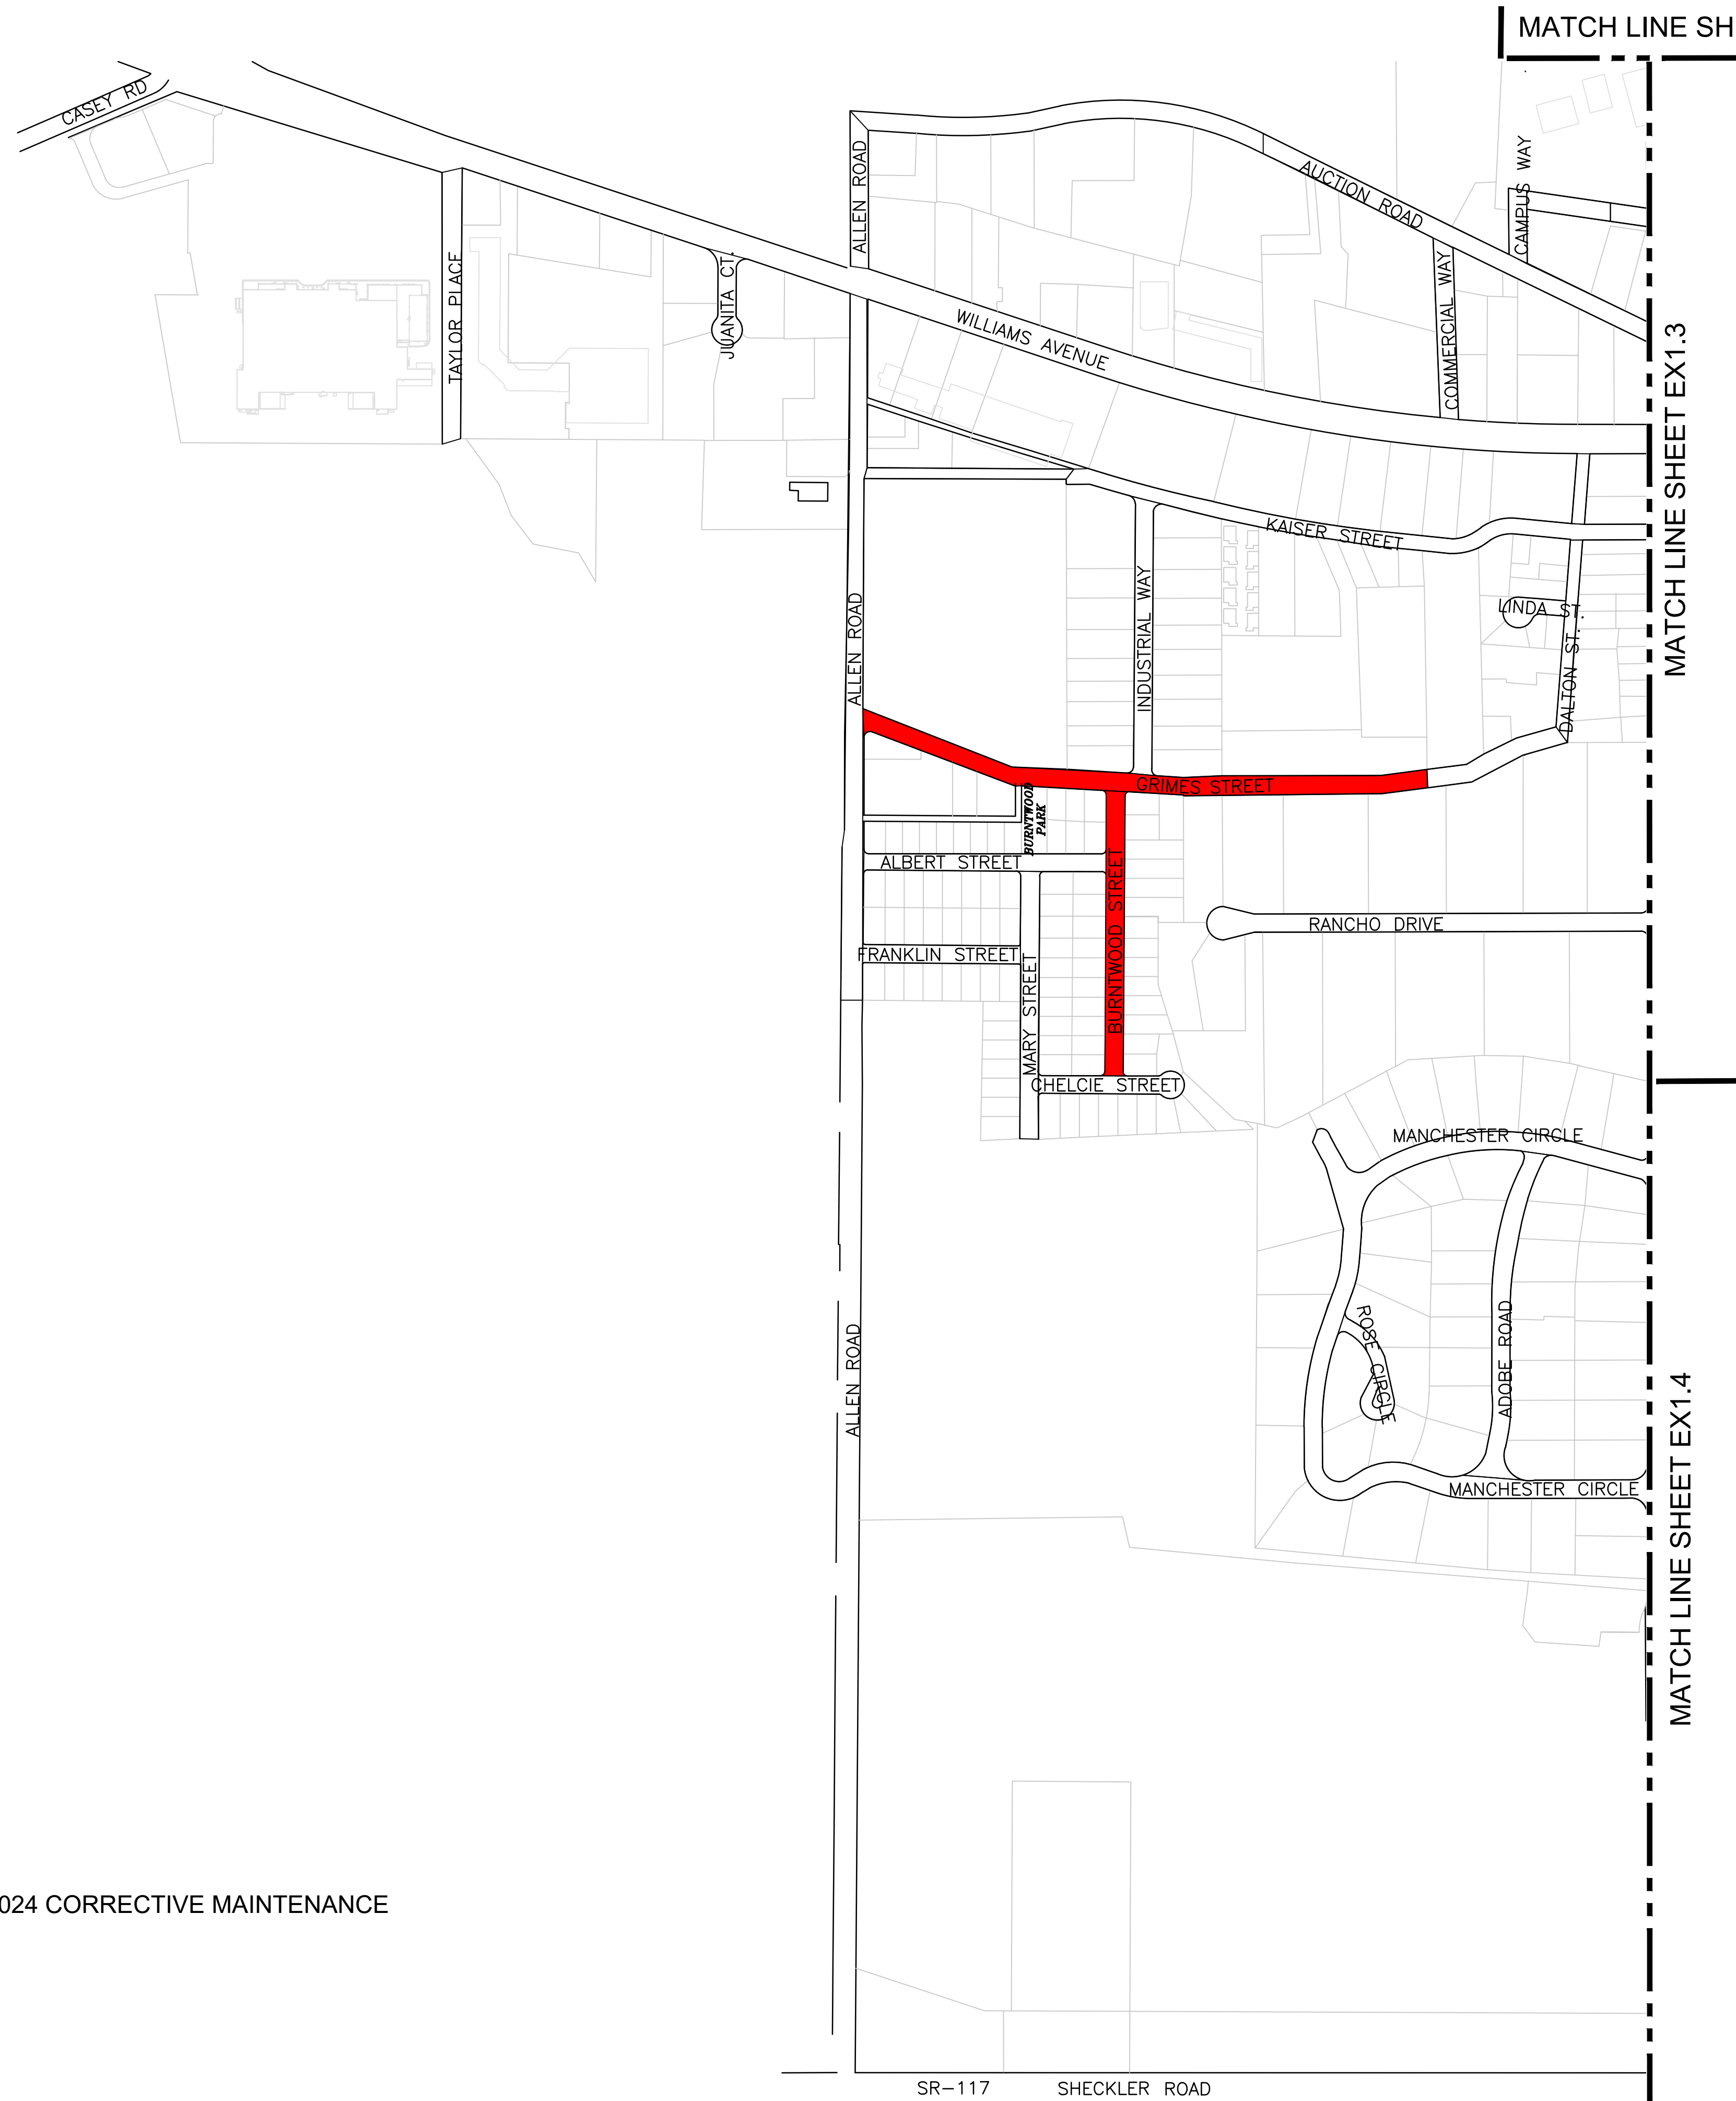 MATCH LINE SH
CASEY RD
ALLEN ROAD
AUCTION ROAD
CAMPUS WAY
TAYLOR PLACE
JUANITA CT.
WILLIAMS AVENUE
COMMERCIAL WAY
MATCH LINE SHEET EX1.3
KAISER STREET
INDUSTRIAL WAY
LINDA ST.
ALLEN ROAD
DALTON ST.
GRIMES STREET
BURNTWOOD
PARK
ALBERT STREET
BURNTWOOD STREET
RANCHO DRIVE
FRANKLIN STREET
MARY STREET
CHELCIE STREET
MANCHESTER CIRCLE
ROSE CIRCLE
ADOBE ROAD
ALLEN ROAD
MANCHESTER CIRCLE
MATCH LINE SHEET EX1.4
024 CORRECTIVE MAINTENANCE
SR-117 SHECKLER ROAD